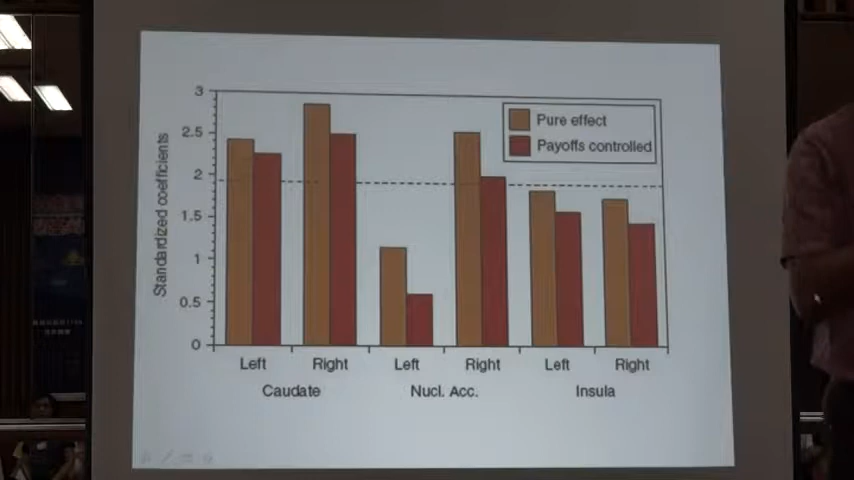 3
2.5
2
1.5
1
0.5
0
Standardized coefficients
Pure effect
Payoffs controlled
Left Right Left Right Left Right
Caudate Nucl. Acc. Insula